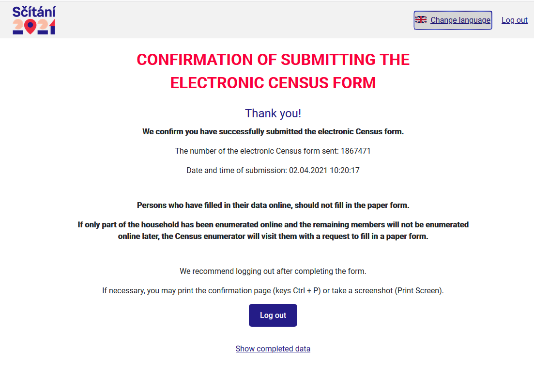 Sčítání
2021
Change language
Log out
CONFIRMATION OF SUBMITTING THE
ELECTRONIC CENSUS FORM
Thank you!
We confirm you have successfully submitted the electronic Census form.
The number of the electronic Census form sent: 1867471
Date and time of submission: 02.04.2021 10:20:17
Persons who have filled in their data online, should not fill in the paper form.
If only part of the household has been enumerated online and the remaining members will not be enumerated
online later, the Census enumerator will visit them with a request to fill in a paper form.
We recommend logging out after completing the form.
If necessary, you may print the confirmation page (keys Ctrl + P) or take a screenshot (Print Screen).
Log out
Show completed data